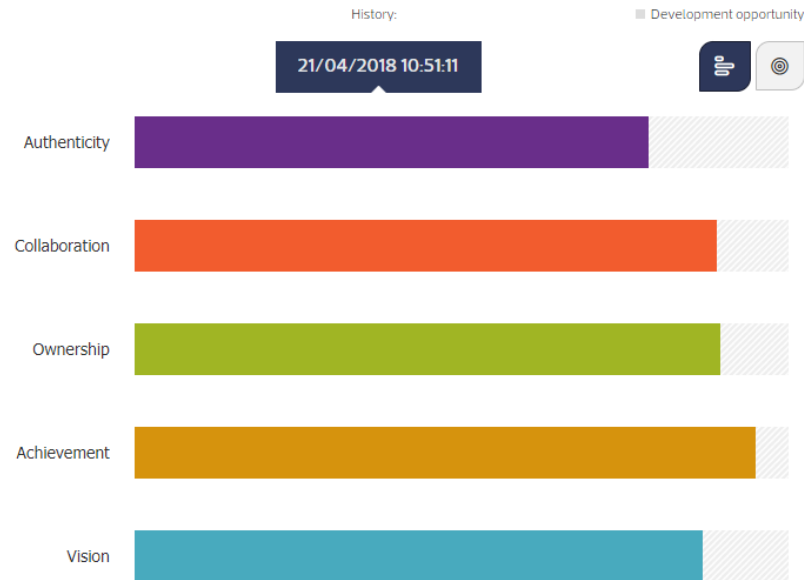 History:
Development opportunity
21/04/2018 10:51:11
Authenticity
Collaboration
Ownership
Achievement
Vision